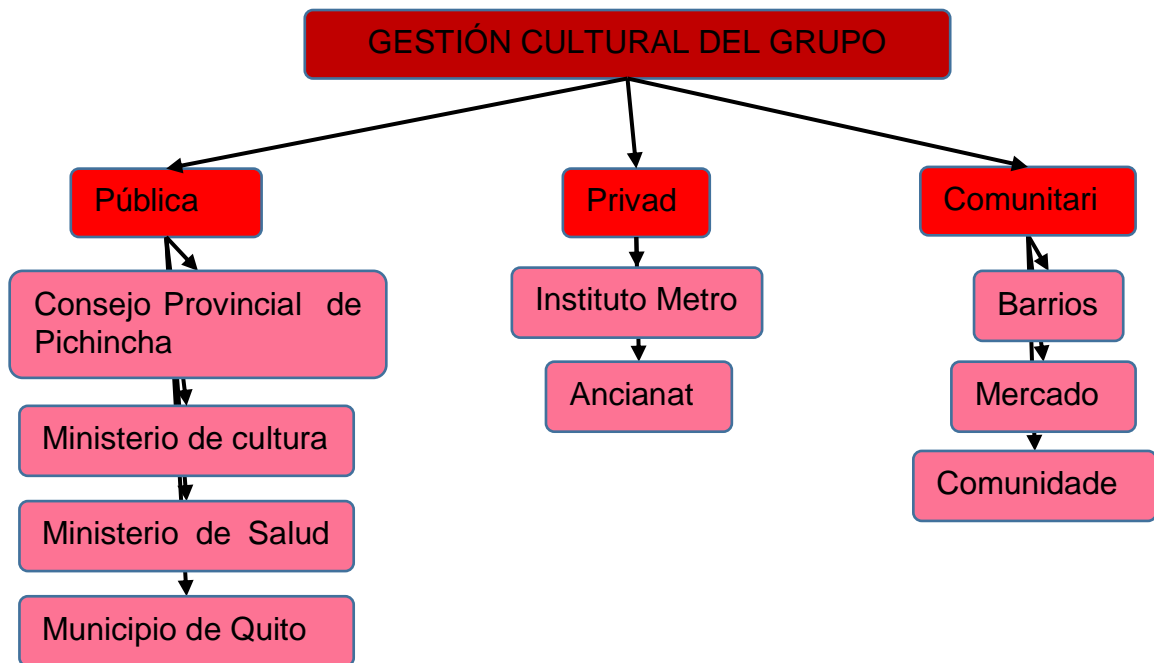 GESTIÓN CULTURAL DEL GRUPO
Pública
Privad
Comunitari
Consejo Provincial de
Pichincha
Ministerio de cultura
Ministerio de Salud
Municipio de Quito
Instituto Metro
Ancianat
Barrios
Mercado
Comunidade